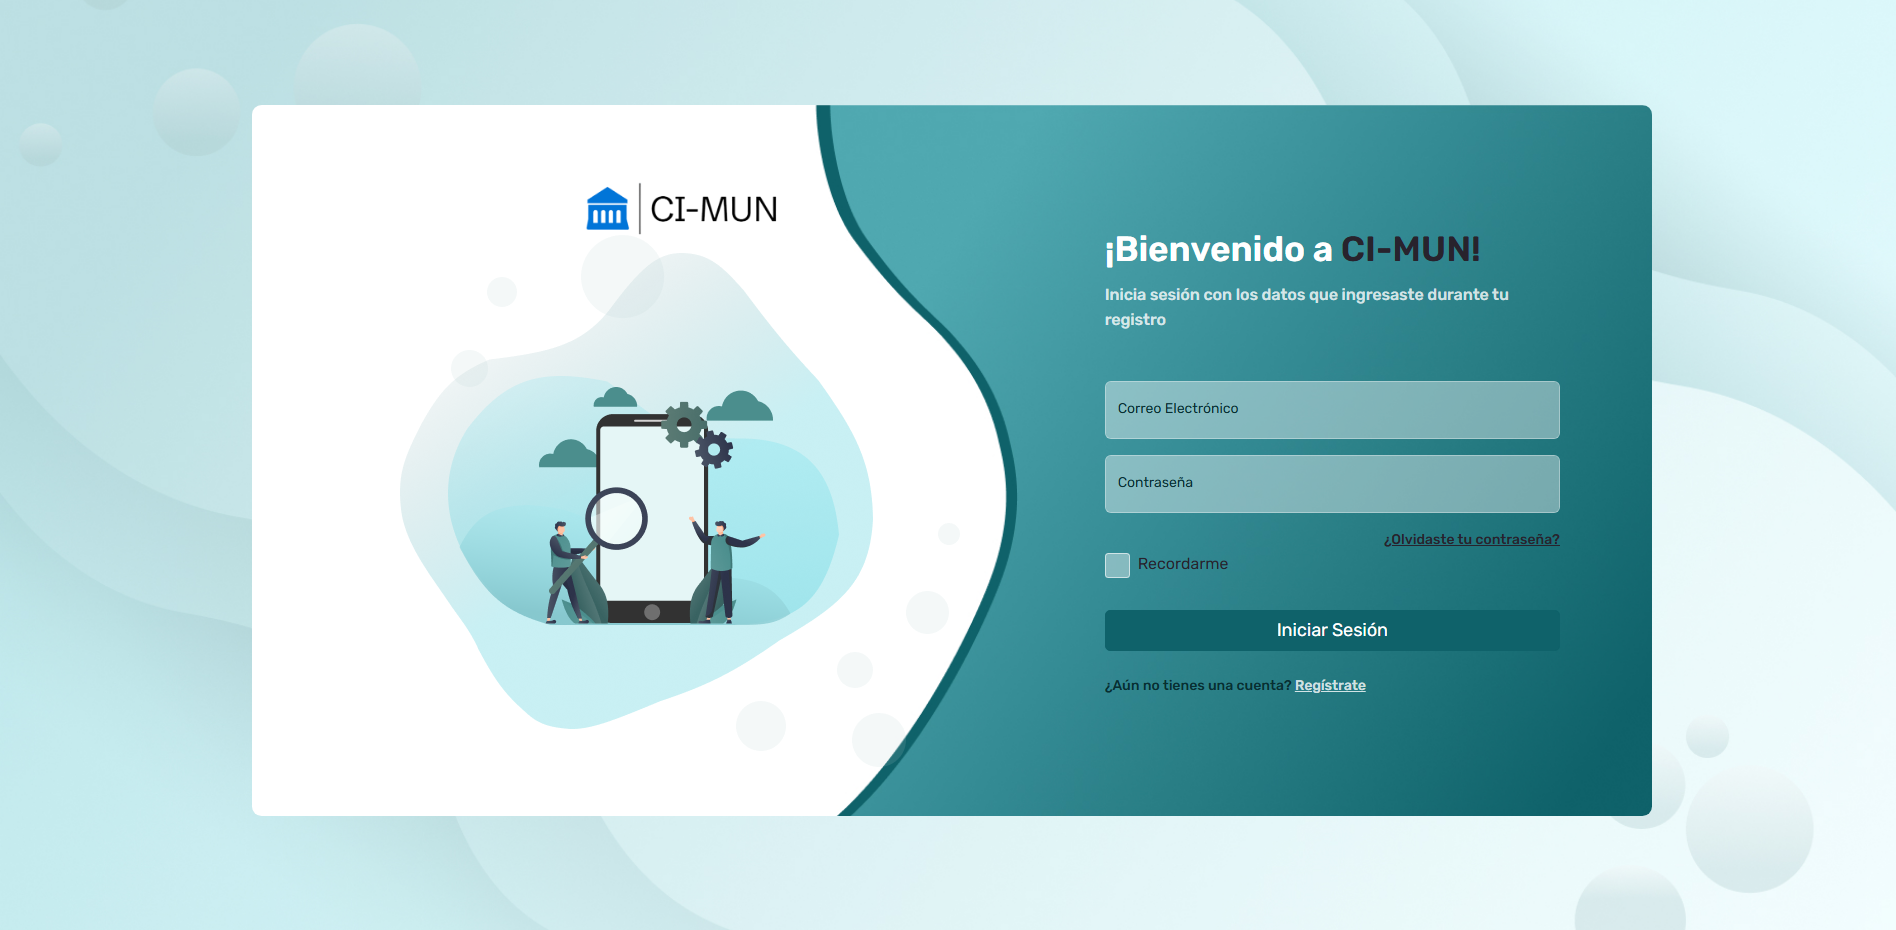 CI-MUN
¡Bienvenido a CI-MUN!
Inicia sesión con los datos que ingresaste durante tu
registro
Correo Electrónico
Contraseña
¿Olvidaste tu contraseña?
Recordarme
Iniciar Sesión
¿Aún no tienes una cuenta? Regístrate